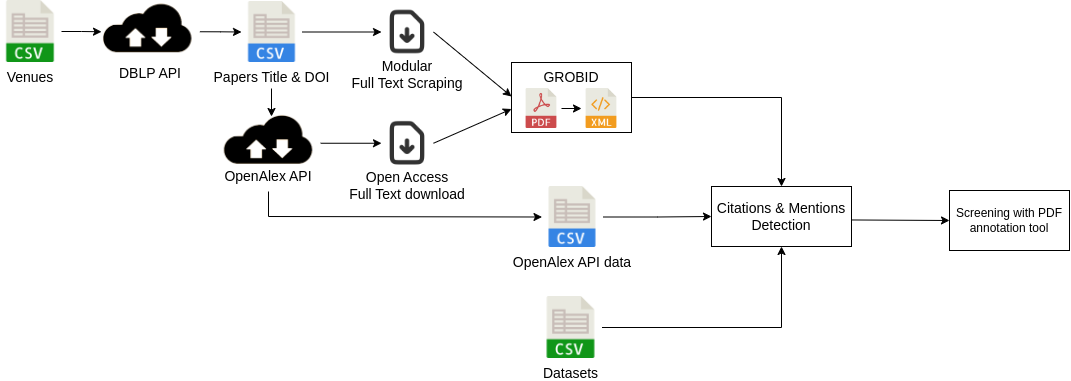 CSV
Venues
DBLP API
CSV
Papers Title & DOI
Modular
Full Text Scraping
GROBID
PDF
XML
OpenAlex API
Open Access
Full Text download
CSV
OpenAlex API data
Citations & Mentions
Detection
Screening with PDF
annotation tool
CSV
Datasets